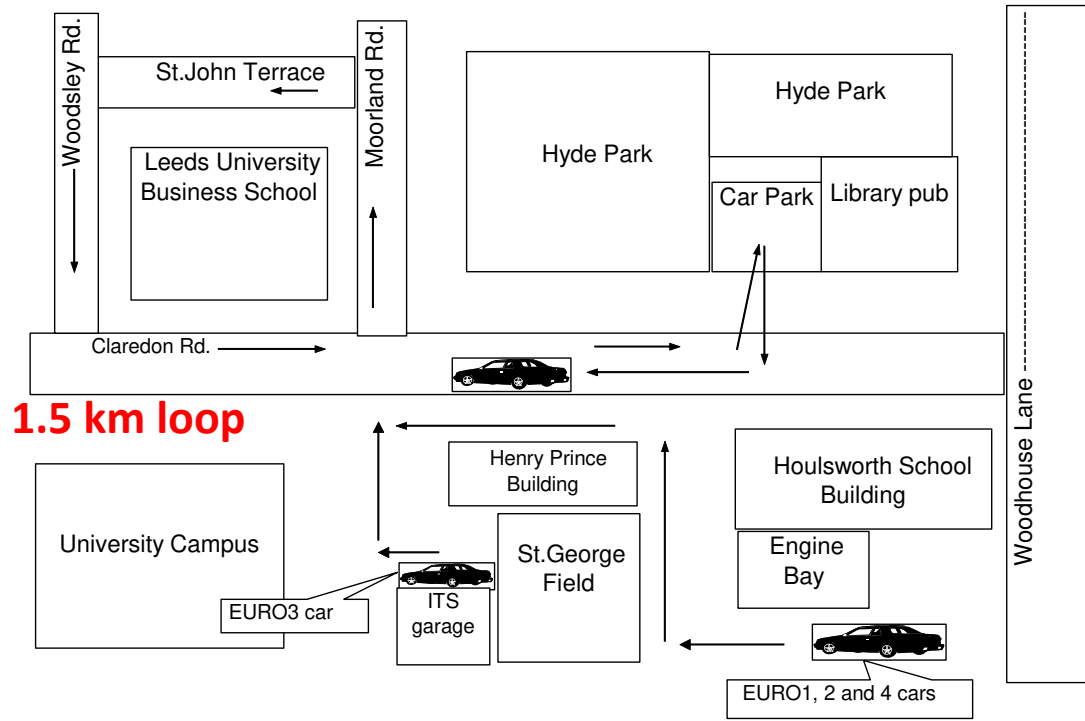 Woodsley Rd.
St.John Terrace
Moorland Rd.
Leeds University
Business School
Hyde Park
Hyde Park
Car Park
Library pub
Claredon Rd.
1.5 km loop
Woodhouse Lane
Henry Prince
Building
Houlsworth School
Building
University Campus
St.George
Field
Engine
Bay
EURO3 car
ITS
garage
EURO1, 2 and 4 cars